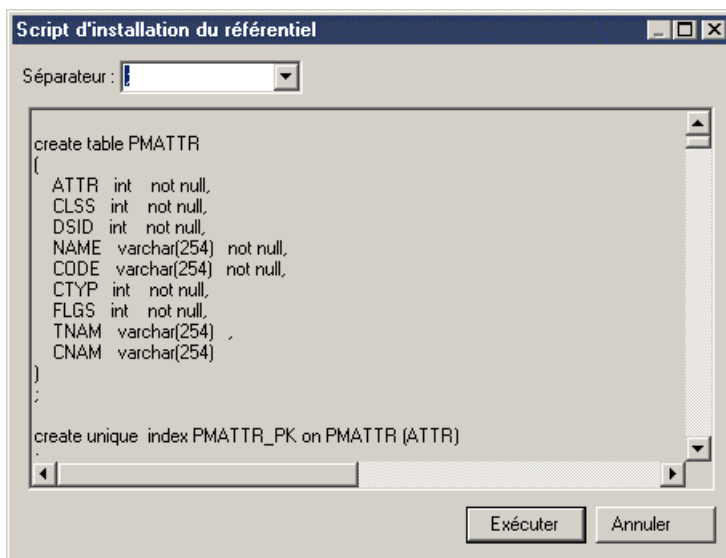 Script d'installation du référentiel
Séparateur : ;
create table PMATTR
(
ATTR int not null,
CLSS int not null,
DSID int not null,
NAME varchar(254) not null,
CODE varchar(254) not null,
CTYP int not null,
FLGS int not null,
TNAM varchar(254) ,
CNAM varchar(254)
)
;
create unique index PMATTR_PK on PMATTR (ATTR)
Exécuter Annuler